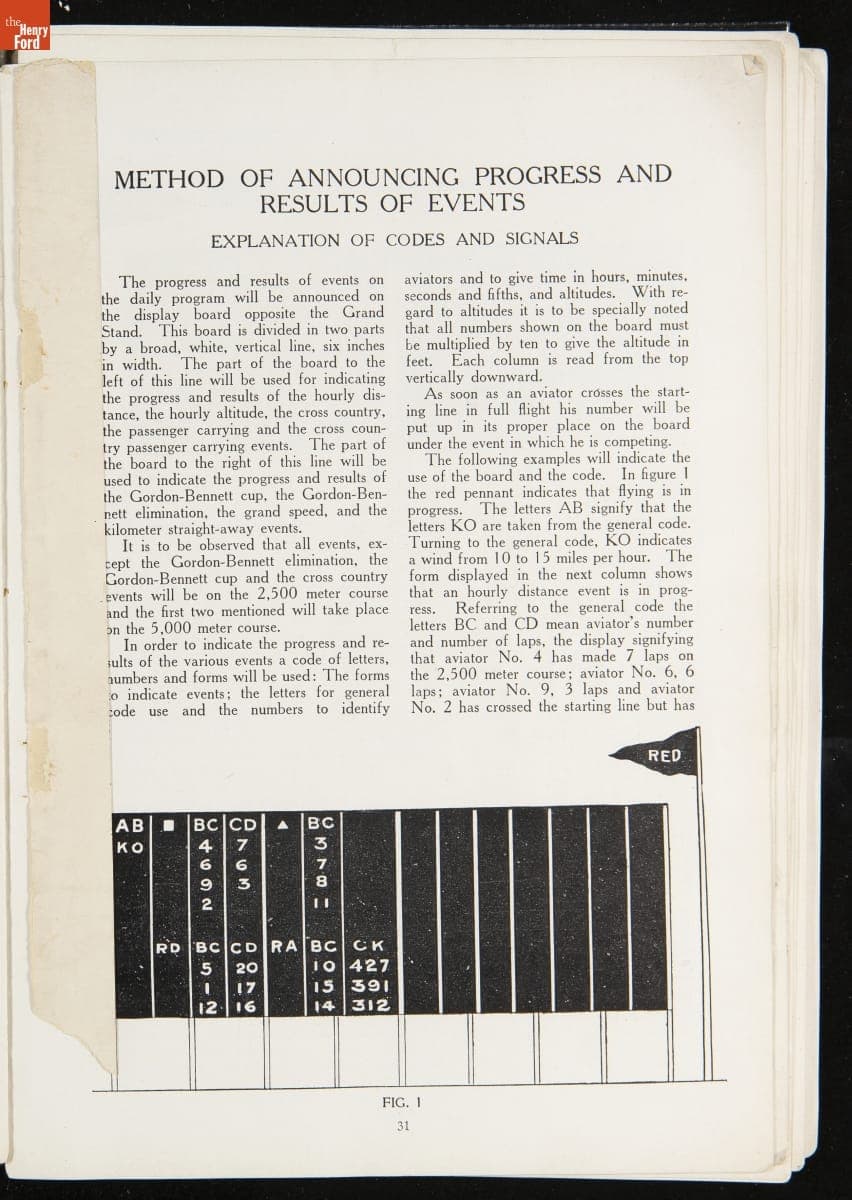 the
Henry
Ford
METHOD OF ANNOUNCING PROGRESS AND
RESULTS OF EVENTS
EXPLANATION OF CODES AND SIGNALS
The progress and results of events on
the daily program will be announced on
the display board opposite the Grand
Stand. This board is divided in two parts
by a broad, white, vertical line, six inches
in width. The part of the board to the
left of this line will be used for indicating
the progress and results of the hourly dis-
tance, the hourly altitude, the cross country,
the passenger carrying and the cross coun-
try passenger carrying events. The part of
the board to the right of this line will be
used to indicate the progress and results of
the Gordon-Bennett cup, the Gordon-Ben-
nett elimination, the grand speed, and the
kilometer straight-away events.
It is to be observed that all events, ex-
cept the Gordon-Bennett elimination, the
Gordon-Bennett cup and the cross country
events will be on the 2,500 meter course
and the first two mentioned will take place
on the 5,000 meter course.
In order to indicate the progress and re-
sults of the various events a code of letters,
numbers and forms will be used: The forms
to indicate events; the letters for general
code use and the numbers to identify
aviators and to give time in hours, minutes,
seconds and fifths, and altitudes. With re-
gard to altitudes it is to be specially noted
that all numbers shown on the board must
be multiplied by ten to give the altitude in
feet. Each column is read from the top
vertically downward.
As soon as an aviator crosses the start-
ing line in full flight his number will be
put up in its proper place on the board
under the event in which he is competing.
The following examples will indicate the
use of the board and the code. In figure 1
the red pennant indicates that flying is in
progress. The letters AB signify that the
letters KO are taken from the general code.
Turning to the general code, KO indicates
a wind from 10 to 15 miles per hour. The
form displayed in the next column shows
that an hourly distance event is in prog-
ress. Referring to the general code the
letters BC and CD mean aviator's number
and number of laps, the display signifying
that aviator No. 4 has made 7 laps on
the 2,500 meter course; aviator No. 6, 6
laps; aviator No. 9, 3 laps and aviator
No. 2 has crossed the starting line but has
RED
AB ■ BC CD ▲ BC
KO 4 7 3
6 6 7
9 3 8
2 11
RD BC CD RA BC CK
5 20 10 427
1 17 15 391
12 16 14 312
FIG. 1
31